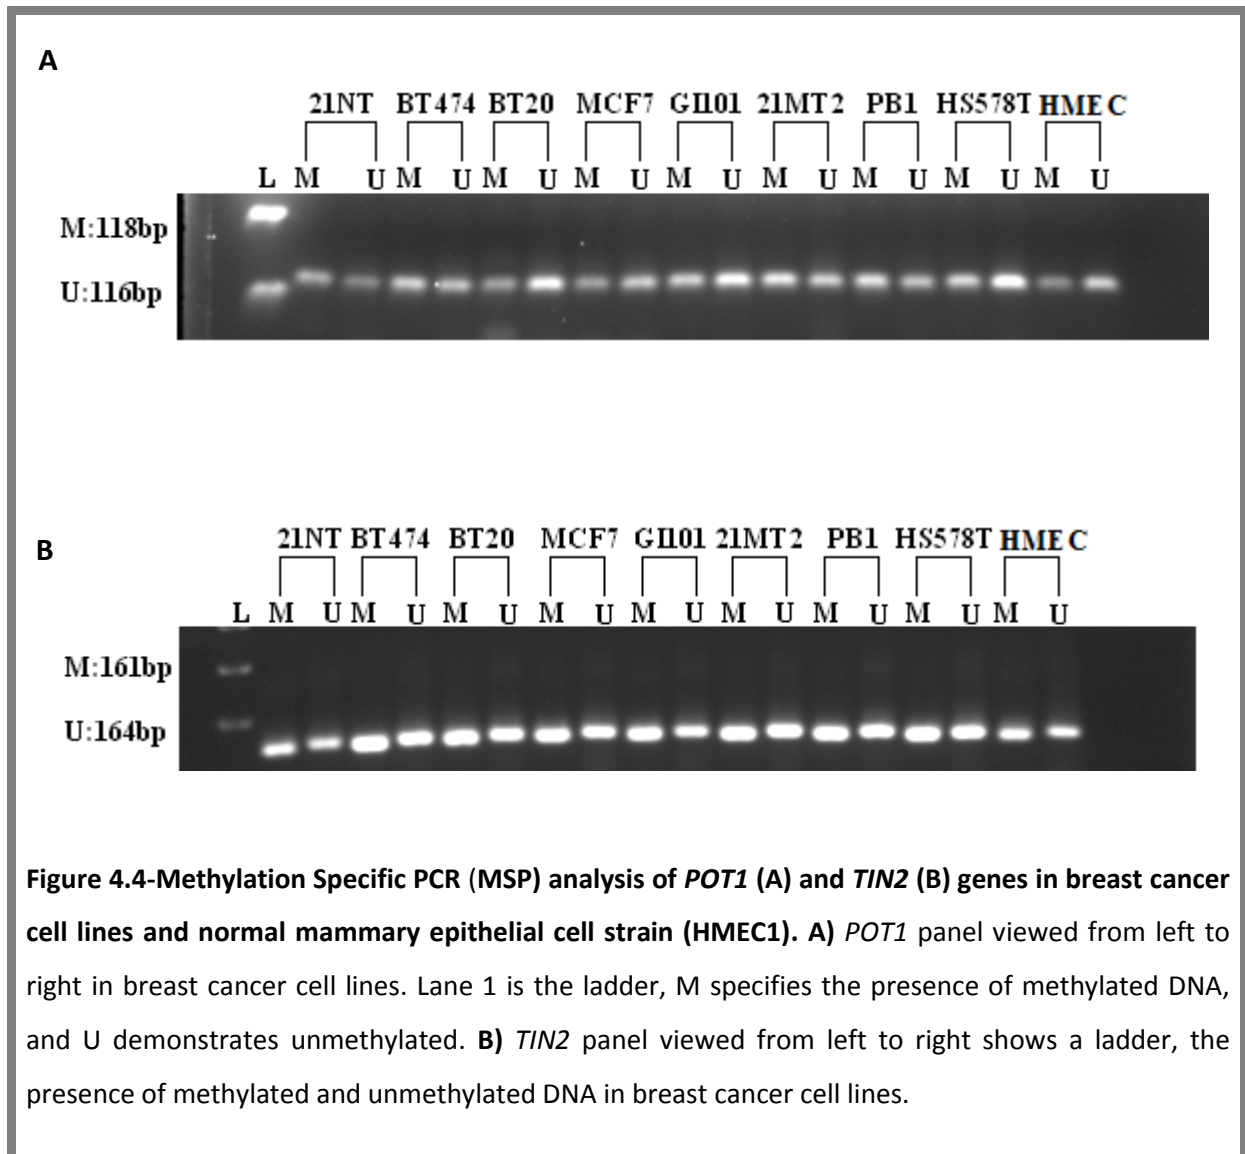 A
21NT BT474 BT20 MCF7 GI101 21MT2 PB1 HS578T HMEC
L M U M U M U M U M U M U M U M U M U
M:118bp
U:116bp
B
21NT BT474 BT20 MCF7 GI101 21MT2 PB1 HS578T HMEC
L M U M U M U M U M U M U M U M U M U
M:161bp
U:164bp
Figure 4.4-Methylation Specific PCR (MSP) analysis of POT1 (A) and TIN2 (B) genes in breast cancer
cell lines and normal mammary epithelial cell strain (HMEC1). A) POT1 panel viewed from left to
right in breast cancer cell lines. Lane 1 is the ladder, M specifies the presence of methylated DNA,
and U demonstrates unmethylated. B) TIN2 panel viewed from left to right shows a ladder, the
presence of methylated and unmethylated DNA in breast cancer cell lines.